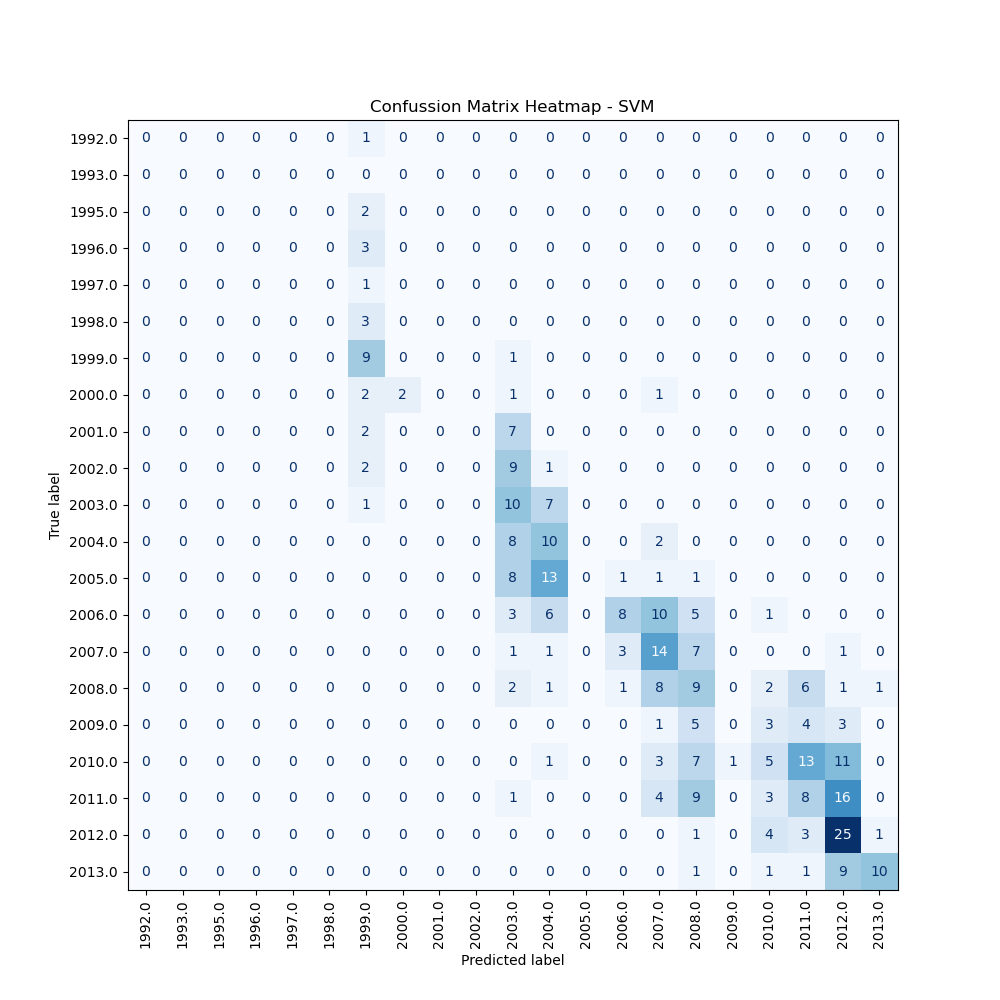 Confussion Matrix Heatmap - SVM
1992.0 0 0 0 0 0 0 1 0 0 0 0 0 0 0 0 0 0 0 0 0 0
1993.0 0 0 0 0 0 0 0 0 0 0 0 0 0 0 0 0 0 0 0 0 0
1995.0 0 0 0 0 0 0 2 0 0 0 0 0 0 0 0 0 0 0 0 0 0
1996.0 0 0 0 0 0 0 3 0 0 0 0 0 0 0 0 0 0 0 0 0 0
1997.0 0 0 0 0 0 0 1 0 0 0 0 0 0 0 0 0 0 0 0 0 0
1998.0 0 0 0 0 0 0 3 0 0 0 0 0 0 0 0 0 0 0 0 0 0
1999.0 0 0 0 0 0 0 9 0 0 0 1 0 0 0 0 0 0 0 0 0 0
2000.0 0 0 0 0 0 0 2 2 0 0 1 0 0 0 1 0 0 0 0 0 0
2001.0 0 0 0 0 0 0 2 0 0 0 7 0 0 0 0 0 0 0 0 0 0
2002.0 0 0 0 0 0 0 2 0 0 0 9 1 0 0 0 0 0 0 0 0 0
2003.0 0 0 0 0 0 0 1 0 0 0 10 7 0 0 0 0 0 0 0 0 0
2004.0 0 0 0 0 0 0 0 0 0 0 8 10 0 0 2 0 0 0 0 0 0
2005.0 0 0 0 0 0 0 0 0 0 0 8 13 0 1 1 1 0 0 0 0 0
2006.0 0 0 0 0 0 0 0 0 0 0 3 6 0 8 10 5 0 1 0 0 0
2007.0 0 0 0 0 0 0 0 0 0 0 1 1 0 3 14 7 0 0 0 1 0
2008.0 0 0 0 0 0 0 0 0 0 0 2 1 0 1 8 9 0 2 6 1 1
2009.0 0 0 0 0 0 0 0 0 0 0 0 0 0 0 1 5 0 3 4 3 0
2010.0 0 0 0 0 0 0 0 0 0 0 0 1 0 0 3 7 1 5 13 11 0
2011.0 0 0 0 0 0 0 0 0 0 0 1 0 0 0 4 9 0 3 8 16 0
2012.0 0 0 0 0 0 0 0 0 0 0 0 0 0 0 0 1 0 4 3 25 1
2013.0 0 0 0 0 0 0 0 0 0 0 0 0 0 0 0 1 0 1 1 9 10
True label
1992.0 1993.0 1995.0 1996.0 1997.0 1998.0 1999.0 2000.0 2001.0 2002.0 2003.0 2004.0 2005.0 2006.0 2007.0 2008.0 2009.0 2010.0 2011.0 2012.0 2013.0
Predicted label